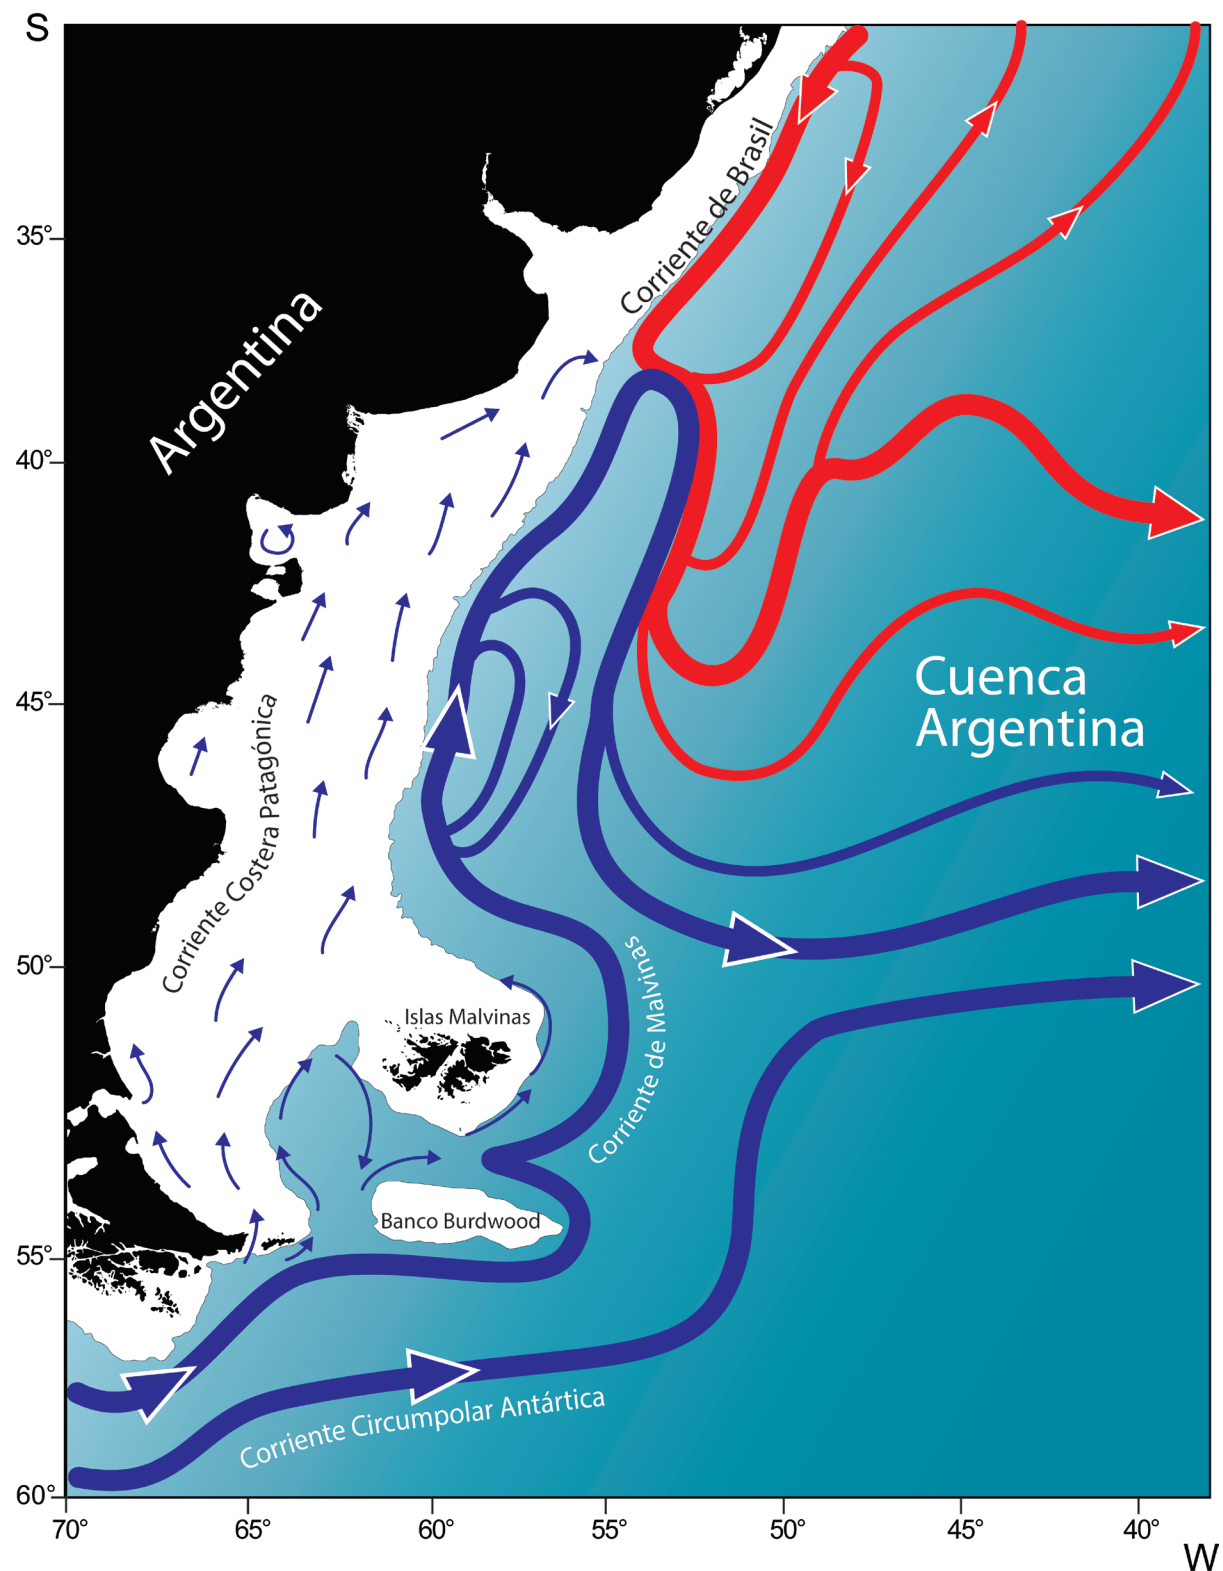 S
Corriente de Brasil
35°
Argentina
40°
45°
Cuenca
Argentina
Corriente Costera Patagónica
50°
Islas Malvinas
Corriente de Malvinas
Banco Burdwood
55°
Corriente Circumpolar Antártica
60°
70°
65°
60°
55°
50°
45°
40°
W